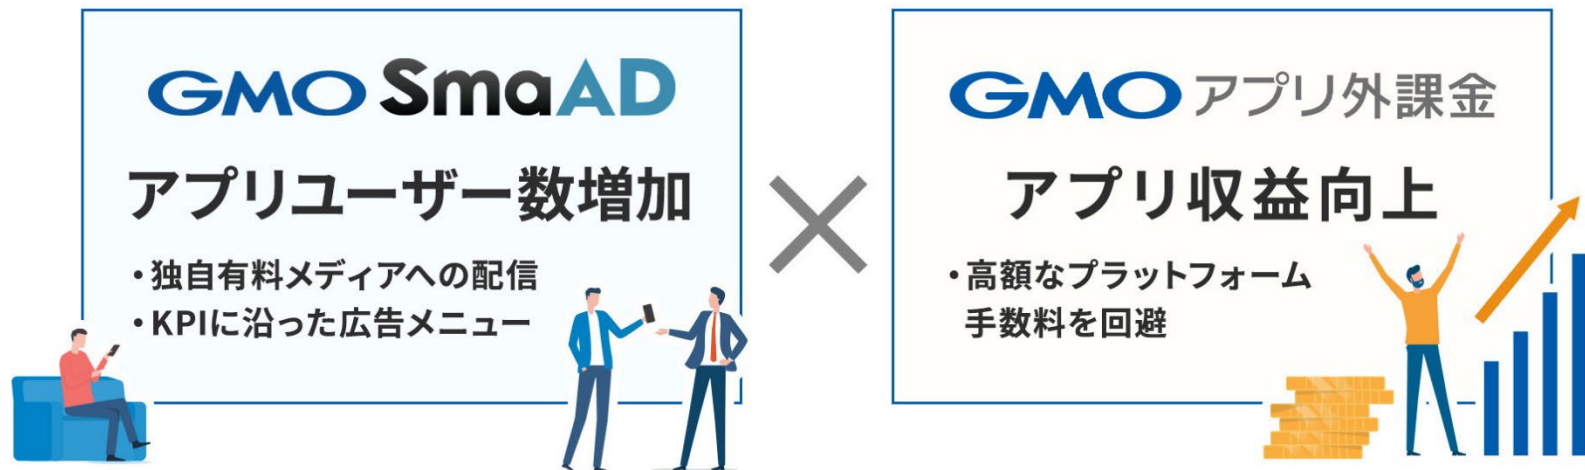 GMO SmaAD
アプリユーザー数増加
・独自有料メディアへの配信
・KPIに沿った広告メニュー
×
GMO アプリ外課金
アプリ収益向上
・高額なプラットフォーム
手数料を回避